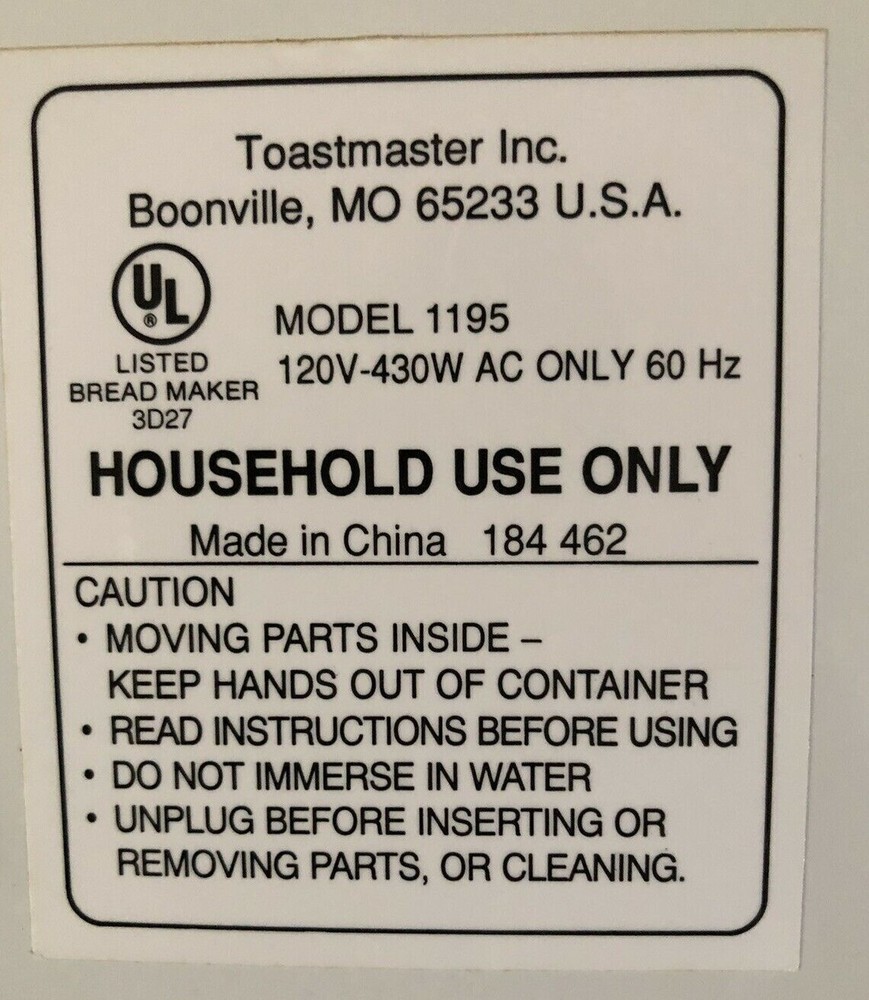 Toastmaster Inc.
Boonville, MO 65233 U.S.A.
UL
®
LISTED
BREAD MAKER
3D27
MODEL 1195
120V-430W AC ONLY 60 Hz
HOUSEHOLD USE ONLY
Made in China 184 462
CAUTION
• MOVING PARTS INSIDE –
KEEP HANDS OUT OF CONTAINER
• READ INSTRUCTIONS BEFORE USING
• DO NOT IMMERSE IN WATER
• UNPLUG BEFORE INSERTING OR
REMOVING PARTS, OR CLEANING.